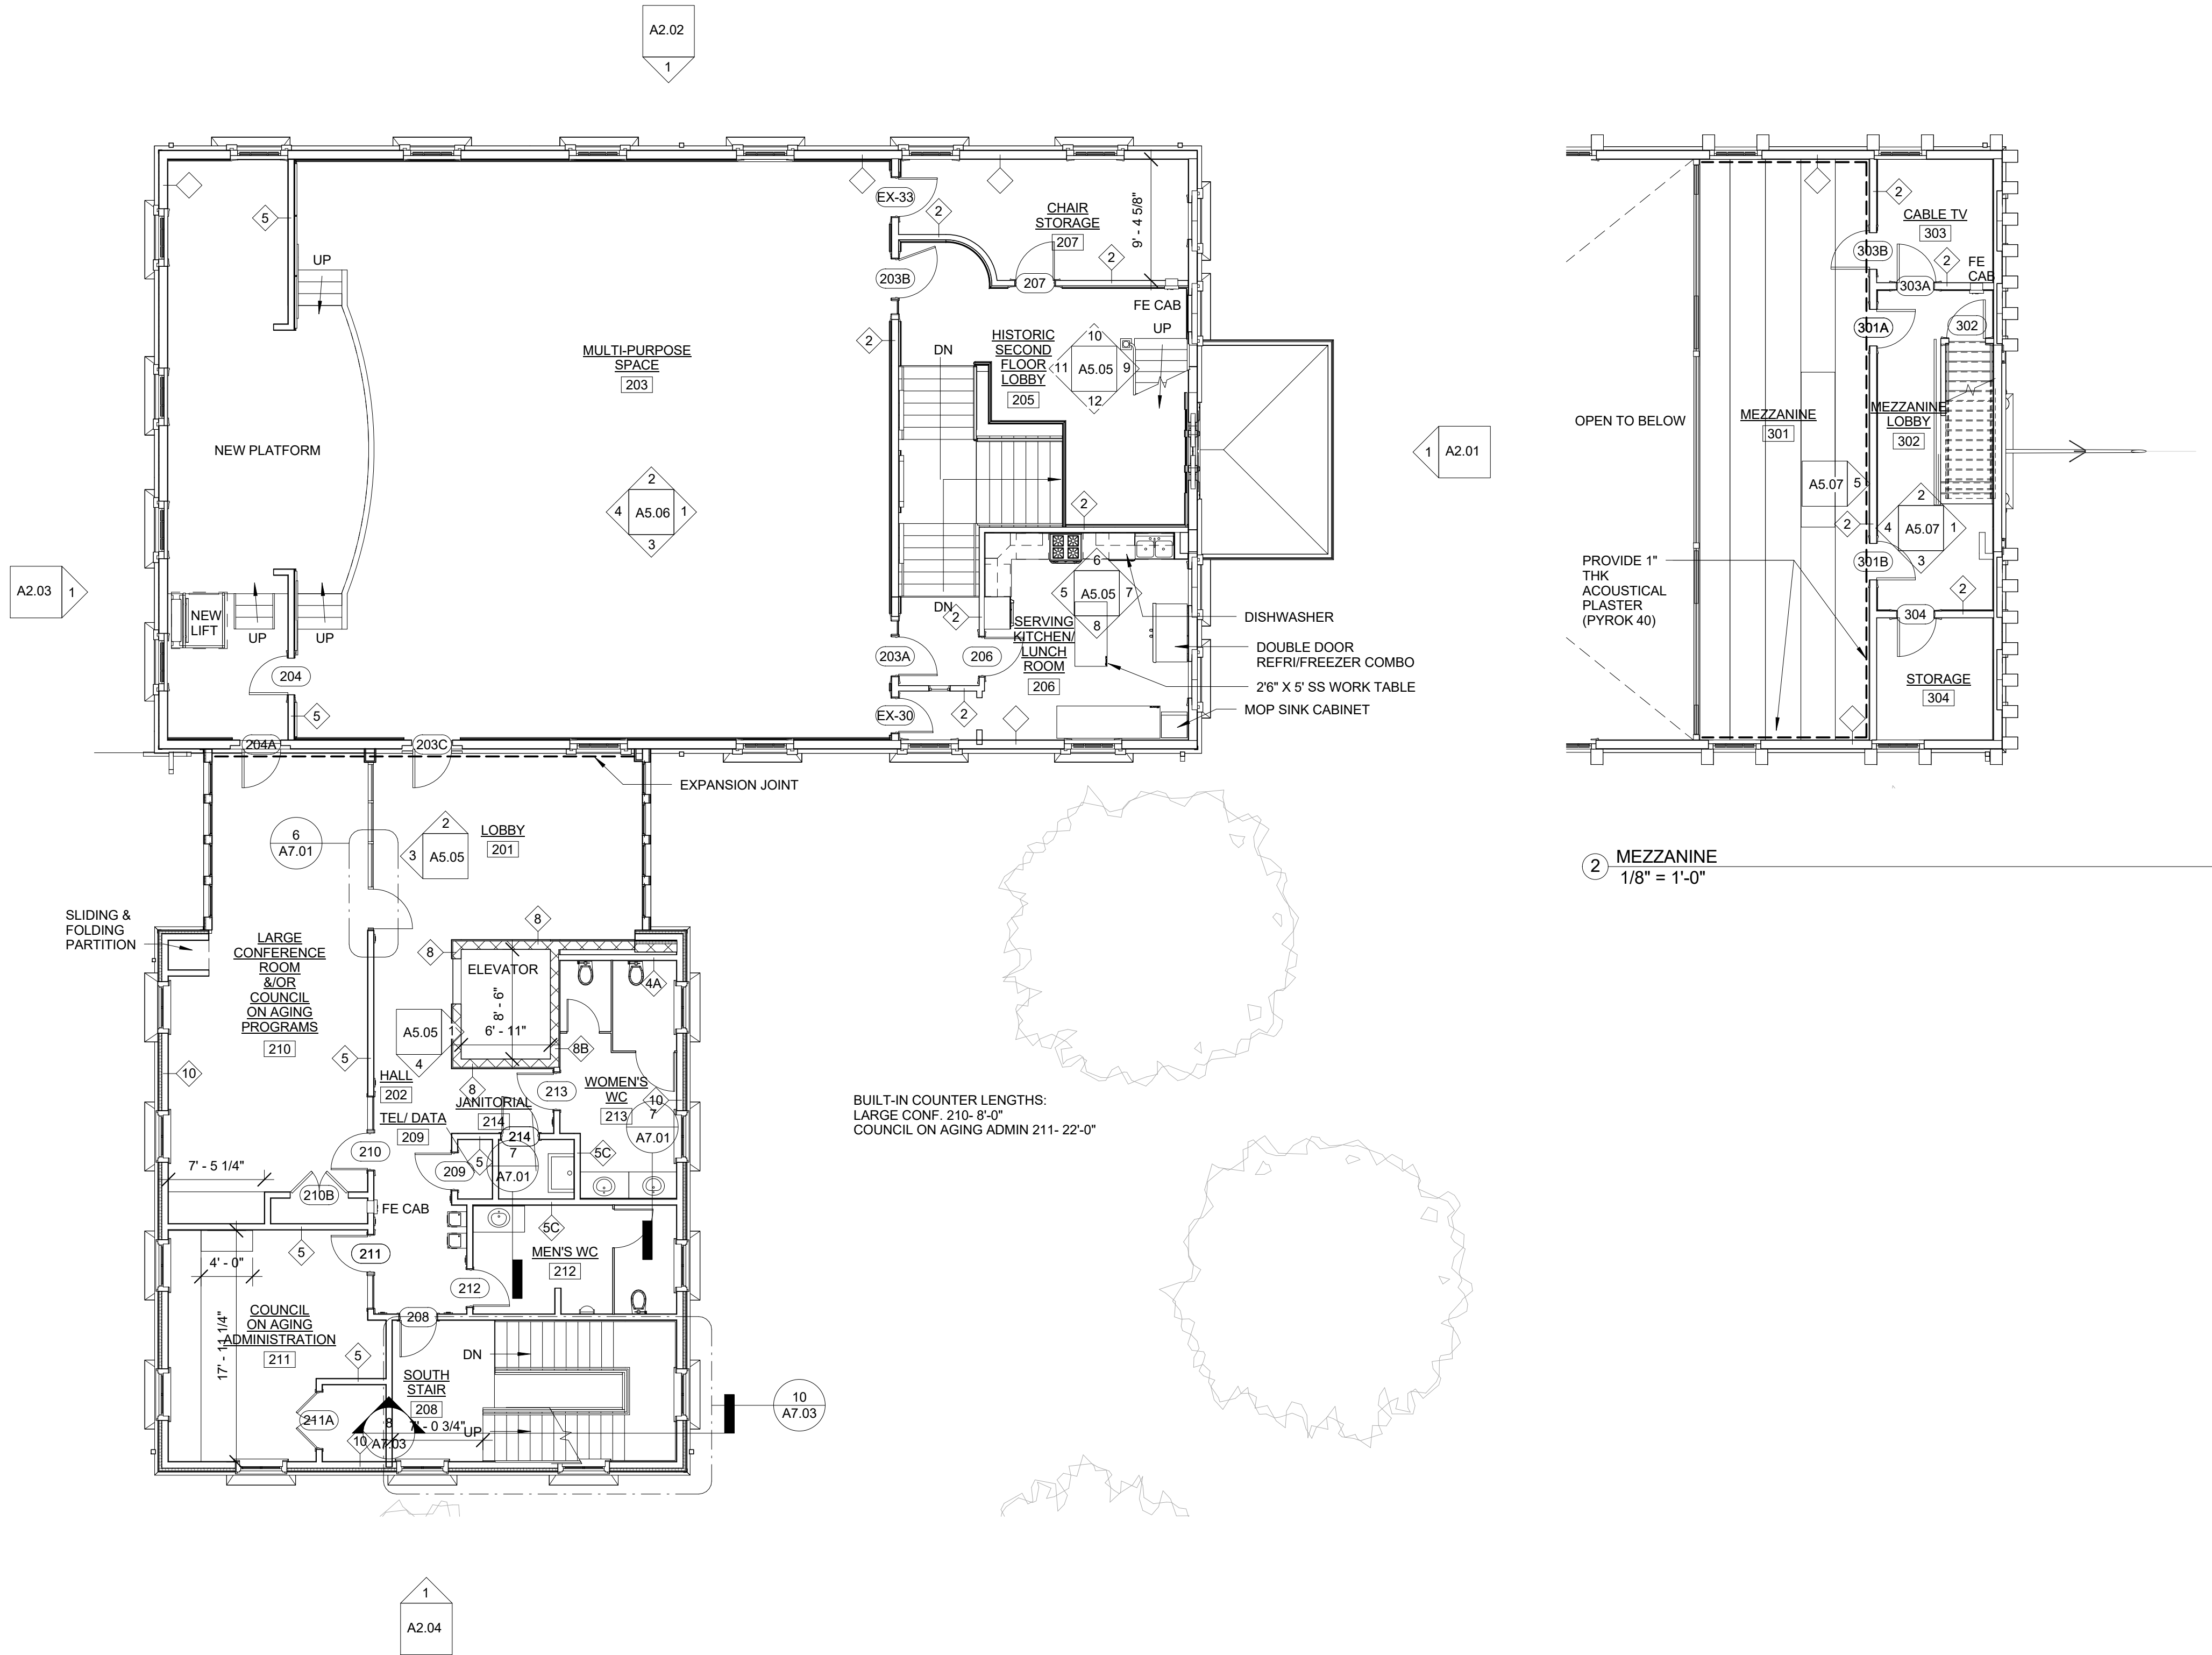 A2.02
1
EX-33
2
CHAIR
STORAGE
207
9' - 4 5/8"
2
207
203B
FE CAB
UP
5
UP
MULTI-PURPOSE
SPACE
203
2
DN
HISTORIC
SECOND
FLOOR
LOBBY
205
10
11
A5.05
9
12
NEW PLATFORM
2
4
A5.06
1
3
2
A2.03
1
A2.01
1
NEW
LIFT
UP
UP
204
5
DN
2
203A
206
EX-30
2
SERVING
KITCHEN/
LUNCH
ROOM
206
6
5
A5.05
7
8
DISHWASHER
DOUBLE DOOR
REFRI/FREEZER COMBO
2'6" X 5' SS WORK TABLE
MOP SINK CABINET
204A
203C
EXPANSION JOINT
2
CABLE TV
303
303B
2
FE
CAB
303A
301A
302
OPEN TO BELOW
MEZZANINE
301
MEZZANINE
LOBBY
302
A5.07
5
2
2
4
A5.07
1
3
301B
2
PROVIDE 1"
THK
ACOUSTICAL
PLASTER
(PYROK 40)
304
STORAGE
304
2
MEZZANINE
1/8" = 1'-0"
6
A7.01
2
3
A5.05
LOBBY
201
SLIDING &
FOLDING
PARTITION
LARGE
CONFERENCE
ROOM
&/OR
COUNCIL
ON AGING
PROGRAMS
210
8
8
ELEVATOR
8' - 6"
6' - 11"
4A
A5.05
1
4
8B
5
10
HALL
202
8
JANITORIAL
214
213
WOMEN'S
WC
213
10
7
A7.01
TEL/ DATA
209
214
7
A7.01
5
5C
210
209
7' - 5 1/4"
210B
FE CAB
5C
5
211
4' - 0"
MEN'S WC
212
212
208
COUNCIL
ON AGING
ADMINISTRATION
211
17' - 11 1/4"
5
DN
SOUTH
STAIR
208
211A
10
8
A7.03
7' - 0 3/4"
UP
10
A7.03
BUILT-IN COUNTER LENGTHS:
LARGE CONF. 210- 8'-0"
COUNCIL ON AGING ADMIN 211- 22'-0"
1
A2.04